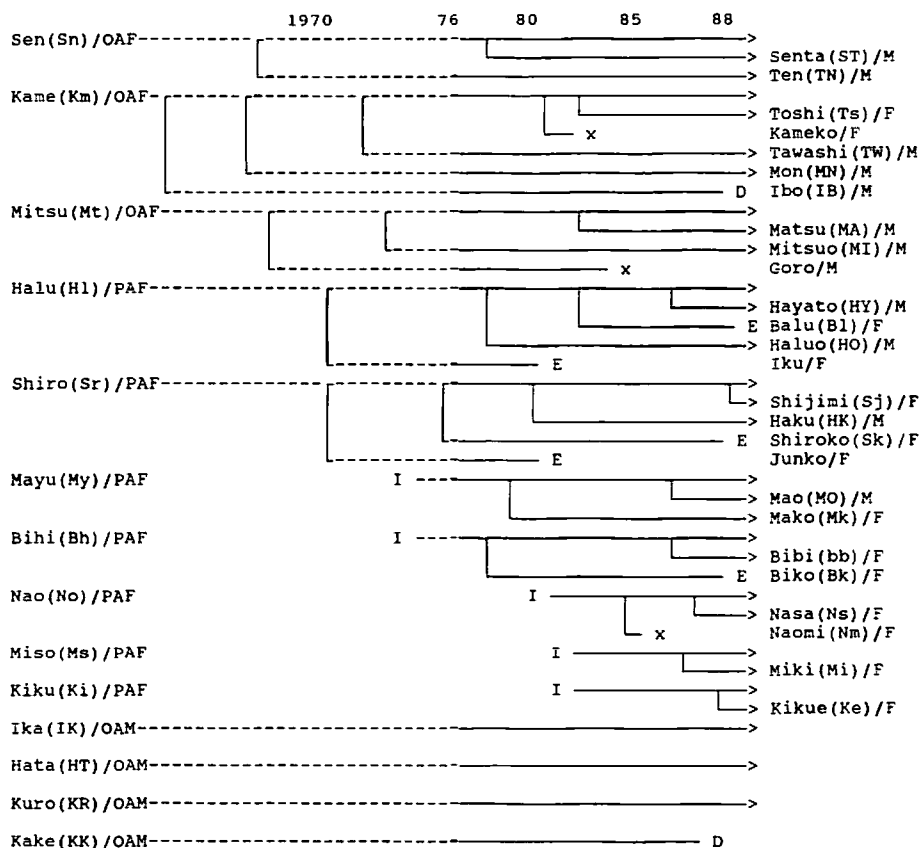 1970 76 80 85 88
Sen(Sn)/OAF
Senta(ST)/M
Ten(TN)/M
Kame(Km)/OAF
Toshi(Ts)/F
x Kameko/F
Tawashi(TW)/M
Mon(MN)/M
D Ibo(IB)/M
Mitsu(Mt)/OAF
Matsu(MA)/M
Mitsuo(MI)/M
x Goro/M
Halu(Hl)/PAF
Hayato(HY)/M
E Balu(Bl)/F
Haluo(HO)/M
E Iku/F
Shiro(Sr)/PAF
Shijimi(Sj)/F
Haku(HK)/M
E Shiroko(Sk)/F
E Junko/F
Mayu(My)/PAF I
Mao(MO)/M
Mako(Mk)/F
Bihi(Bh)/PAF I
Bibi(bb)/F
E Biko(Bk)/F
Nao(No)/PAF I
Nasa(Ns)/F
x Naomi(Nm)/F
Miso(Ms)/PAF I
Miki(Mi)/F
Kiku(Ki)/PAF I
Kikue(Ke)/F
Ika(IK)/OAM
Hata(HT)/OAM
Kuro(KR)/OAM
Kake(KK)/OAM D